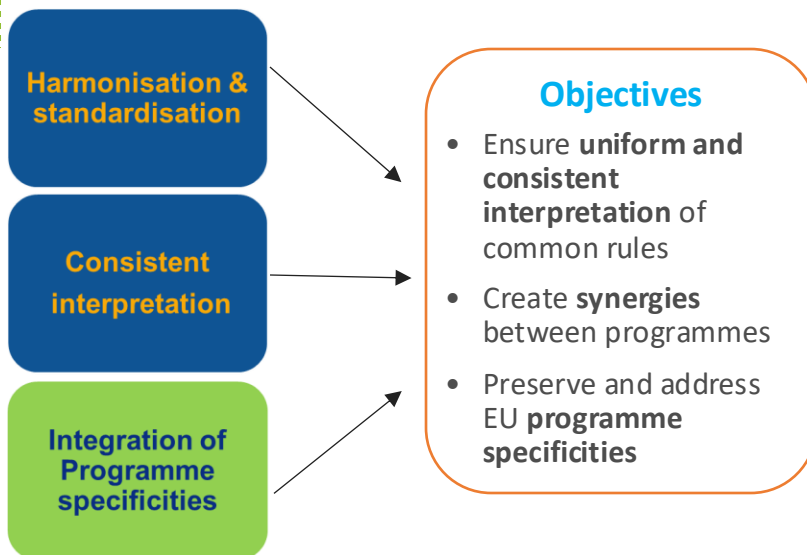 Harmonisation &
standardisation
Consistent
interpretation
Integration of
Programme
specificities
Objectives
• Ensure uniform and
consistent
interpretation of
common rules
• Create synergies
between programmes
• Preserve and address
EU programme
specificities